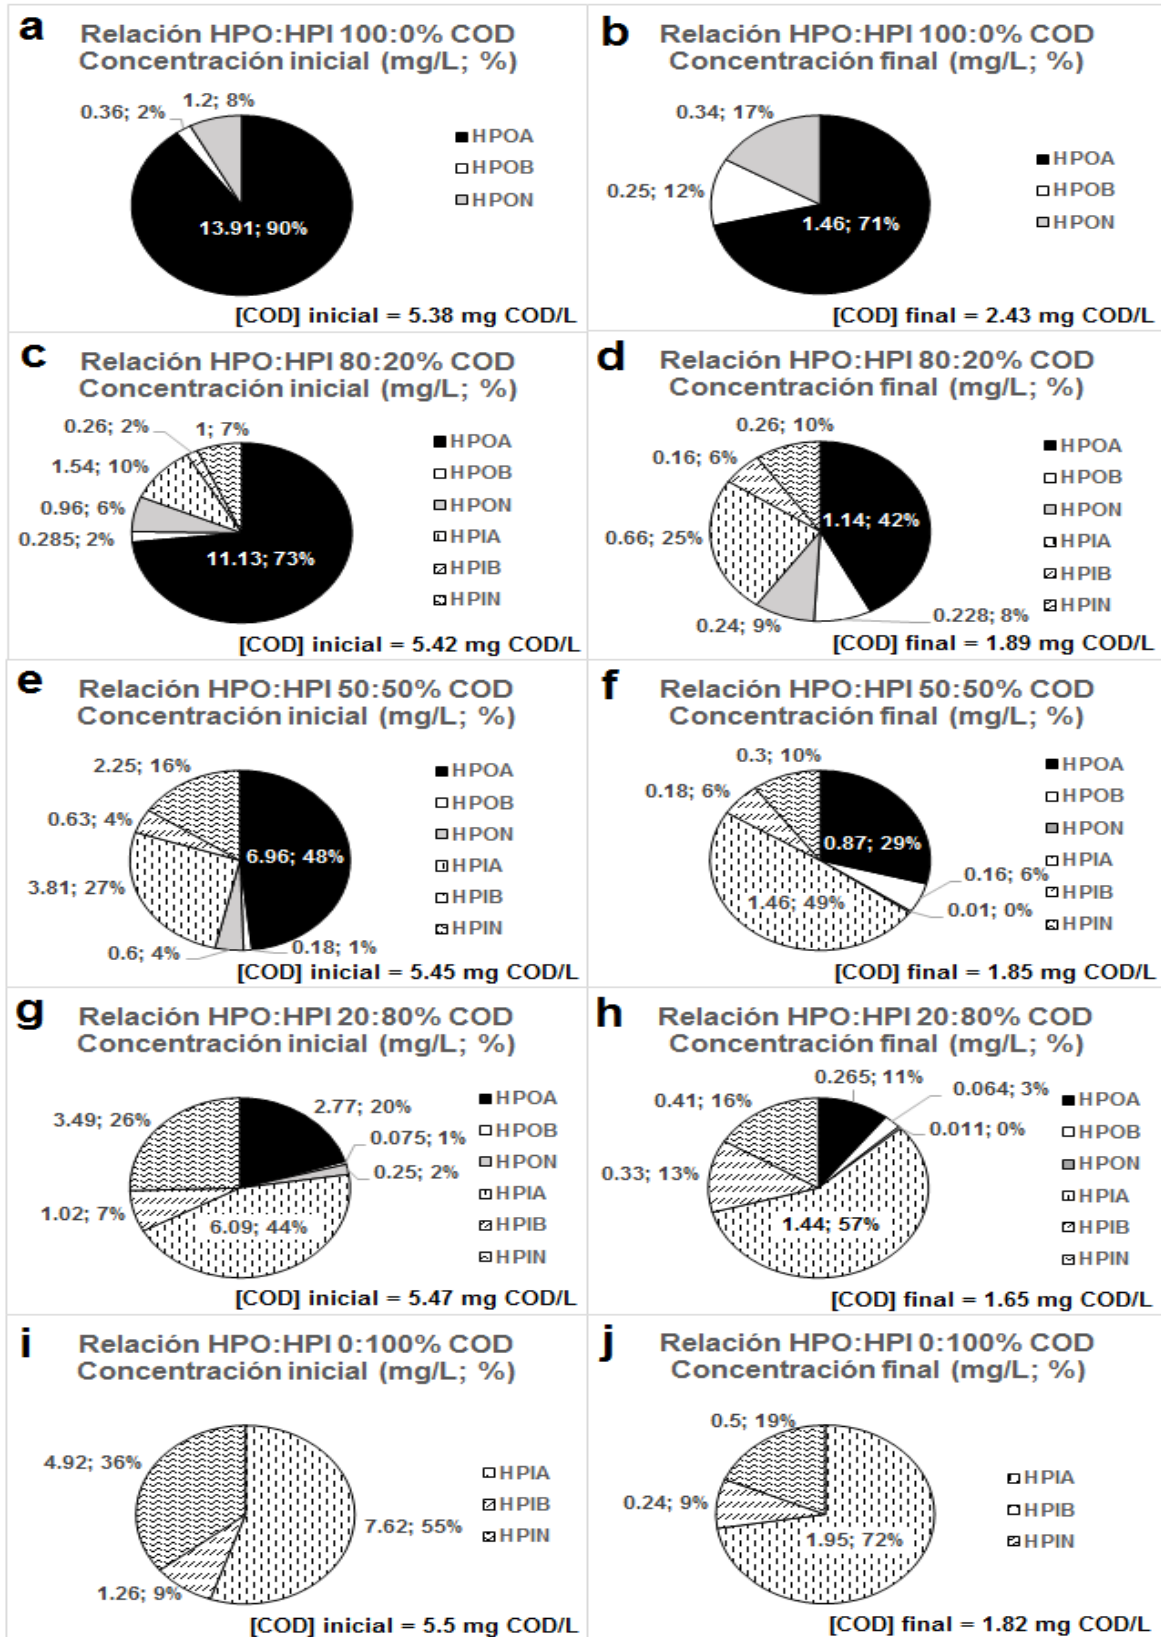 a
Relación HPO:HPI 100:0% COD
Concentración inicial (mg/L; %)
0.36; 2%
1.2; 8%
13.91; 90%
HPOA
HPOB
HPON
[COD] inicial = 5.38 mg COD/L
b
Relación HPO:HPI 100:0% COD
Concentración final (mg/L; %)
0.34; 17%
0.25; 12%
1.46; 71%
HPOA
HPOB
HPON
[COD] final = 2.43 mg COD/L
c
Relación HPO:HPI 80:20% COD
Concentración inicial (mg/L; %)
0.26; 2%
1; 7%
1.54; 10%
0.96; 6%
0.285; 2%
11.13; 73%
HPOA
HPOB
HPON
HPIA
HPIB
HPIN
[COD] inicial = 5.42 mg COD/L
d
Relación HPO:HPI 80:20% COD
Concentración final (mg/L; %)
0.26; 10%
0.16; 6%
1.14; 42%
0.66; 25%
0.24; 9%
0.228; 8%
HPOA
HPOB
HPON
HPIA
HPIB
HPIN
[COD] final = 1.89 mg COD/L
e
Relación HPO:HPI 50:50% COD
Concentración inicial (mg/L; %)
2.25; 16%
0.63; 4%
6.96; 48%
3.81; 27%
0.6; 4%
0.18; 1%
HPOA
HPOB
HPON
HPIA
HPIB
HPIN
[COD] inicial = 5.45 mg COD/L
f
Relación HPO:HPI 50:50% COD
Concentración final (mg/L; %)
0.3; 10%
0.18; 6%
0.87; 29%
0.16; 6%
1.46; 49%
0.01; 0%
HPOA
HPOB
HPON
HPIA
HPIB
HPIN
[COD] final = 1.85 mg COD/L
g
Relación HPO:HPI 20:80% COD
Concentración inicial (mg/L; %)
3.49; 26%
2.77; 20%
0.075; 1%
0.25; 2%
1.02; 7%
6.09; 44%
HPOA
HPOB
HPON
HPIA
HPIB
HPIN
[COD] inicial = 5.47 mg COD/L
h
Relación HPO:HPI 20:80% COD
Concentración final (mg/L; %)
0.265; 11%
0.064; 3%
0.41; 16%
0.011; 0%
0.33; 13%
1.44; 57%
HPOA
HPOB
HPON
HPIA
HPIB
HPIN
[COD] final = 1.65 mg COD/L
i
Relación HPO:HPI 0:100% COD
Concentración inicial (mg/L; %)
4.92; 36%
7.62; 55%
1.26; 9%
HPIA
HPIB
HPIN
[COD] inicial = 5.5 mg COD/L
j
Relación HPO:HPI 0:100% COD
Concentración final (mg/L; %)
0.5; 19%
0.24; 9%
1.95; 72%
HPIA
HPIB
HPIN
[COD] final = 1.82 mg COD/L